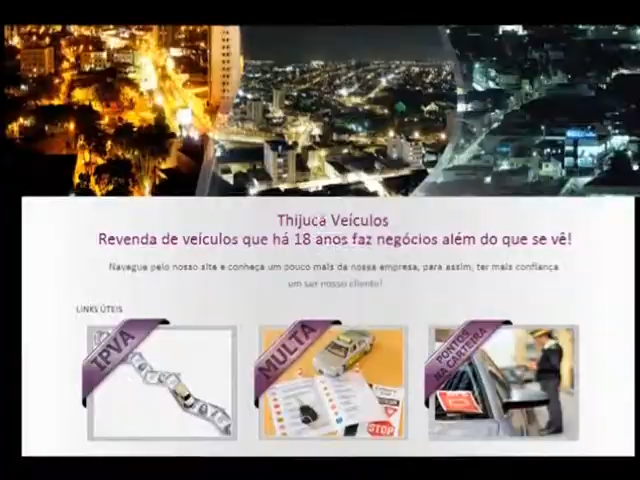 Thijuca Veículos
Revenda de veículos que há 18 anos faz negócios além do que se vê!
Navegue pelo nosso site e conheça um pouco mais da nossa empresa, para assim, ter mais confiança
um ser nosso cliente!
LINKS ÚTEIS
IPVA
MULTA
PONTOS
NA CARTEIRA
STOP